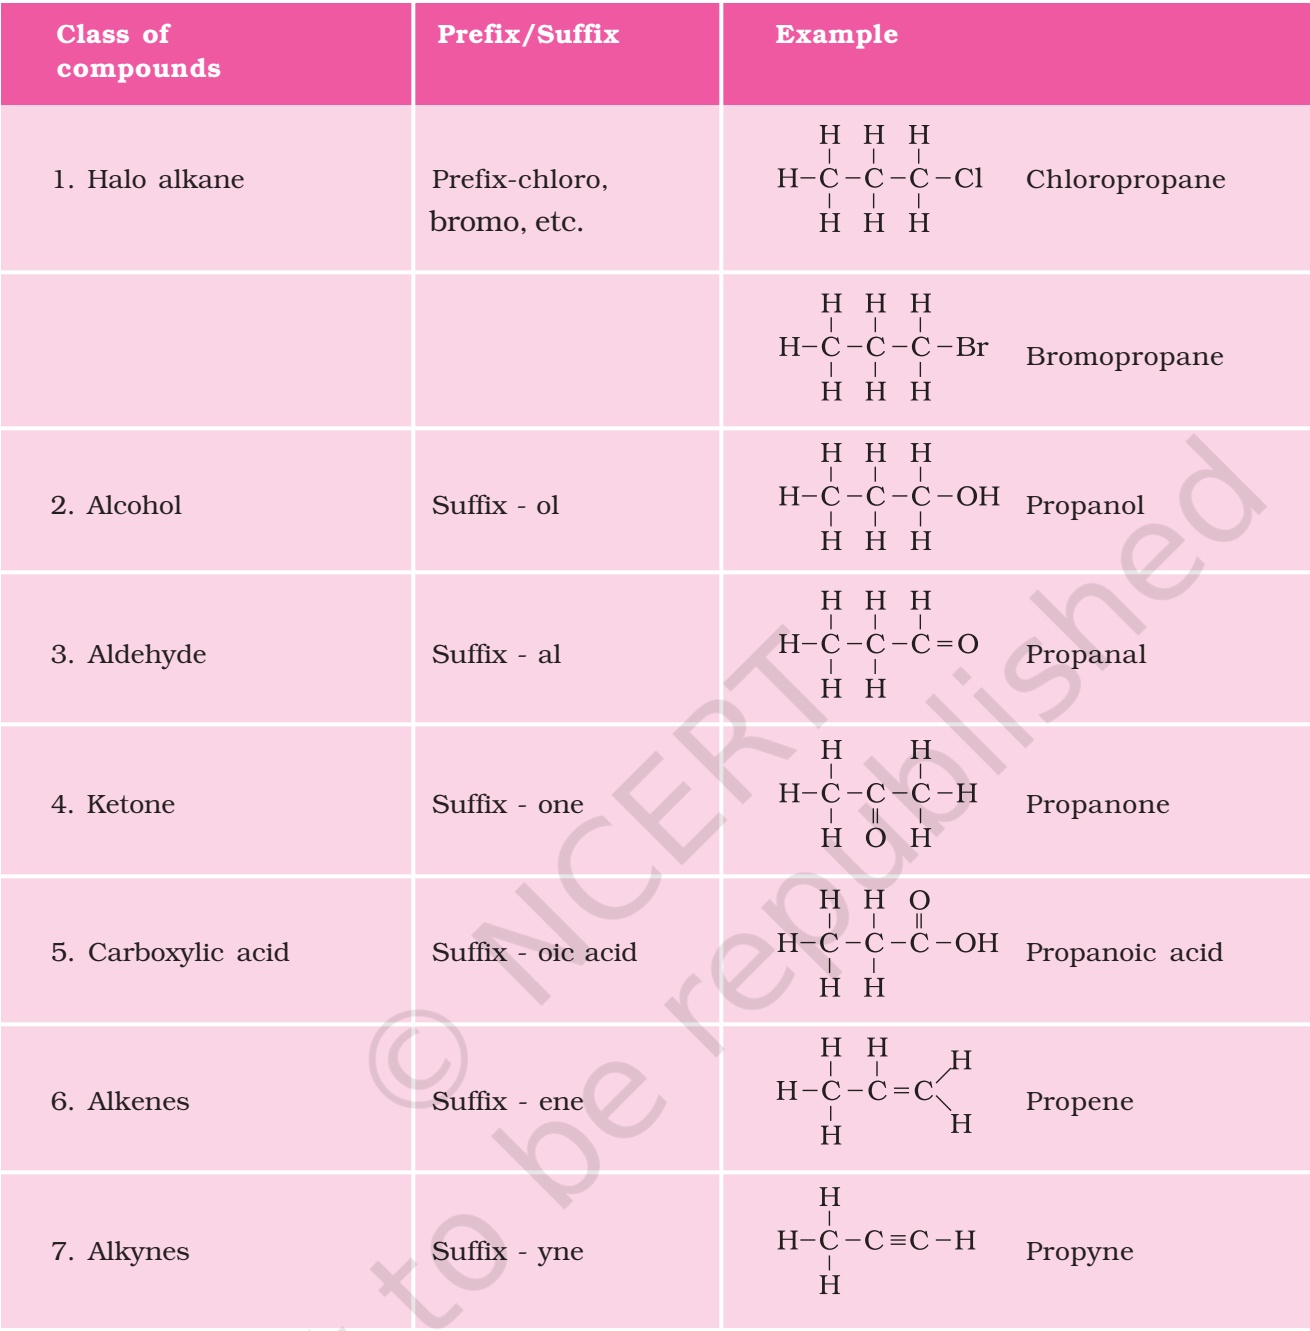 Class of compounds Prefix/Suffix Example
H H H
| | |
1. Halo alkane Prefix-chloro, H–C–C–C–Cl Chloropropane
| | |
bromo, etc. H H H
H H H
| | |
H–C–C–C–Br Bromopropane
| | |
H H H
H H H
| | |
2. Alcohol Suffix - ol H–C–C–C–OH Propanol
| | |
H H H
H H H
| | |
3. Aldehyde Suffix - al H–C–C–C=O Propanal
| |
H H
H H
| |
4. Ketone Suffix - one H–C–C–C–H Propanone
| || |
H O H
H H O
| | ||
5. Carboxylic acid Suffix - oic acid H–C–C–C–OH Propanoic acid
| |
H H
H H H
| | /
6. Alkenes Suffix - ene H–C–C=C Propene
| \
H H
H
|
7. Alkynes Suffix - yne H–C–C≡C–H Propyne
|
H
© NCERT
to be republished